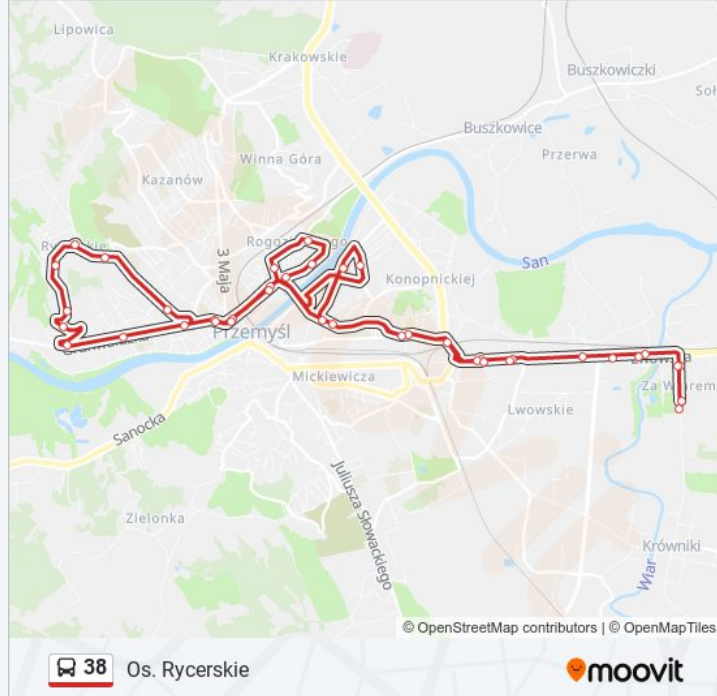 Lipowica
Krakowskie
Buszkowiczki
Buszkowice
Przerwa
Winna Góra
Kazanów
3 Maja
San
Konopnickiej
Przemyśl
Mickiewicza
Lwowskie
Sanocka
Juliusza Słowackiego
Zielonka
Krówniki
Wiar
© OpenStreetMap contributors | © OpenMapTiles
38 Os. Rycerskie
moovit